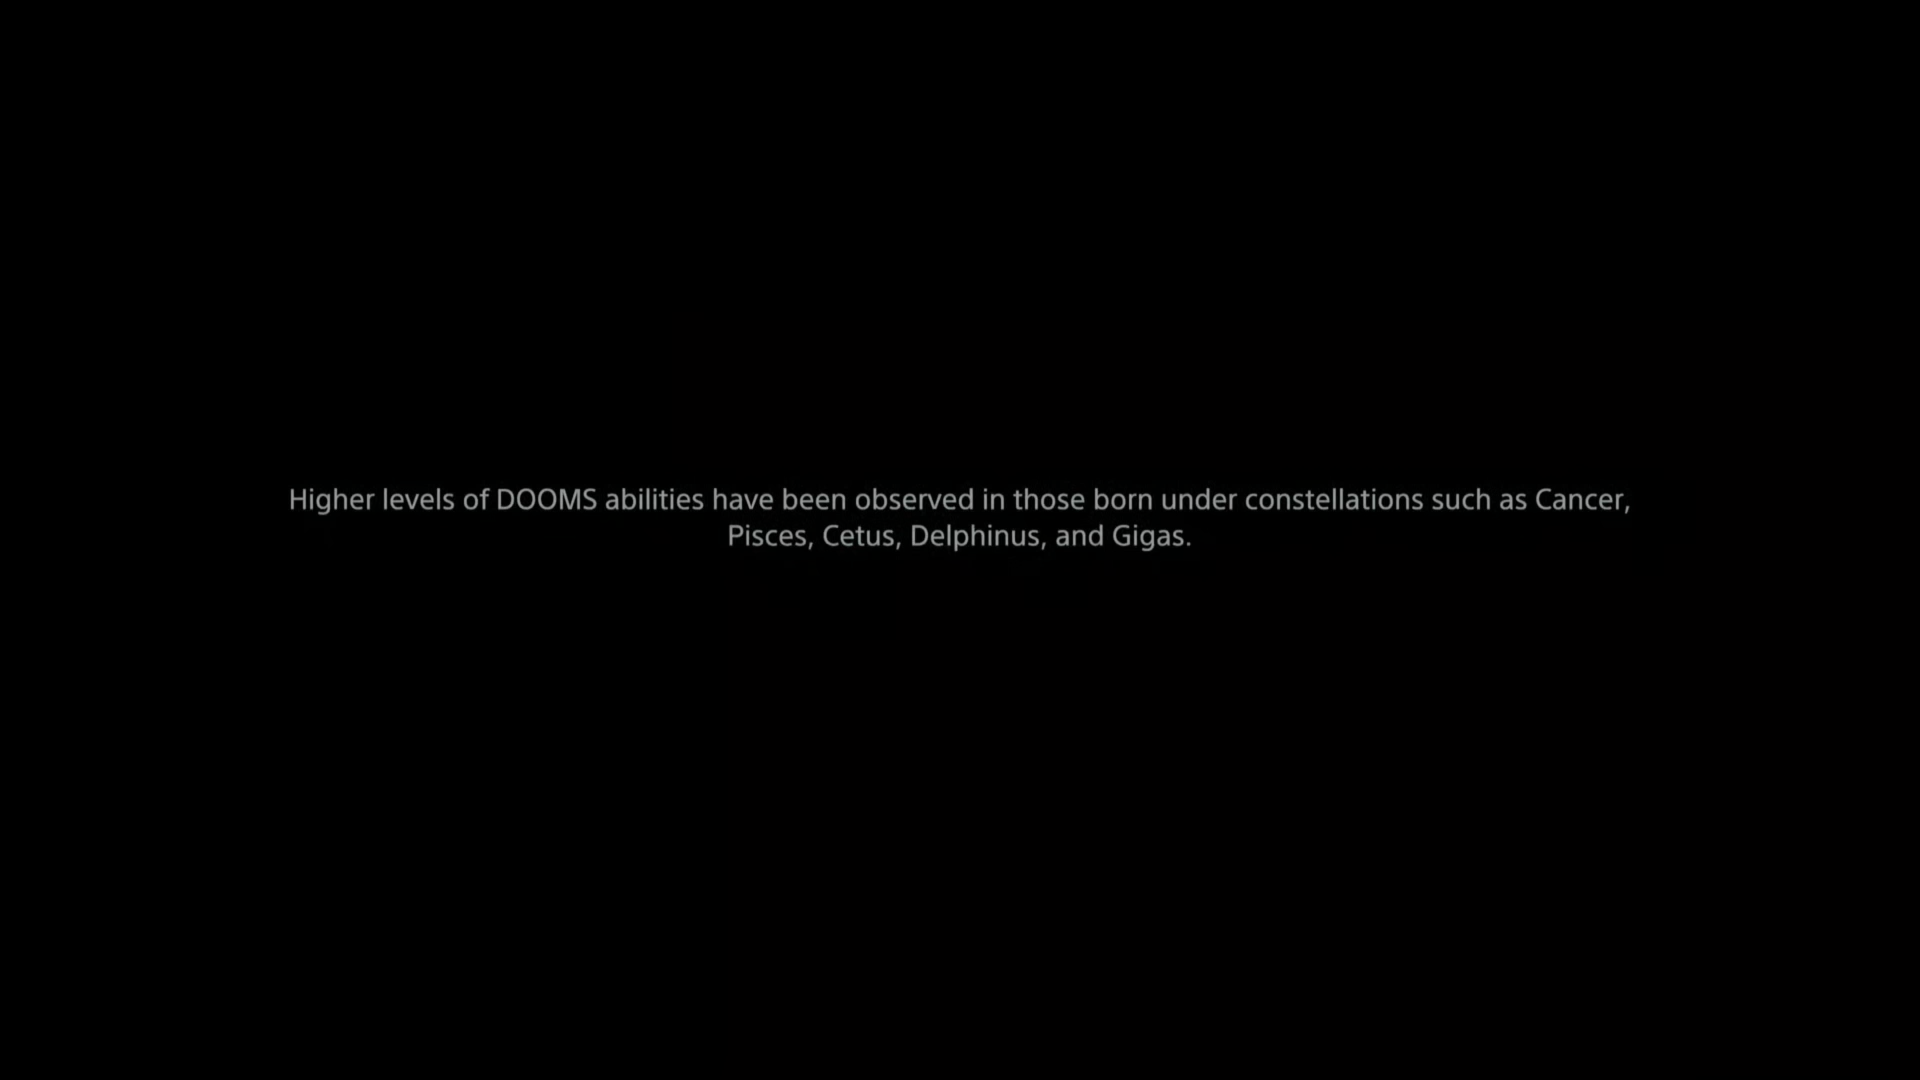 Higher levels of DOOMS abilities have been observed in those born under constellations such as Cancer,
Pisces, Cetus, Delphinus, and Gigas.